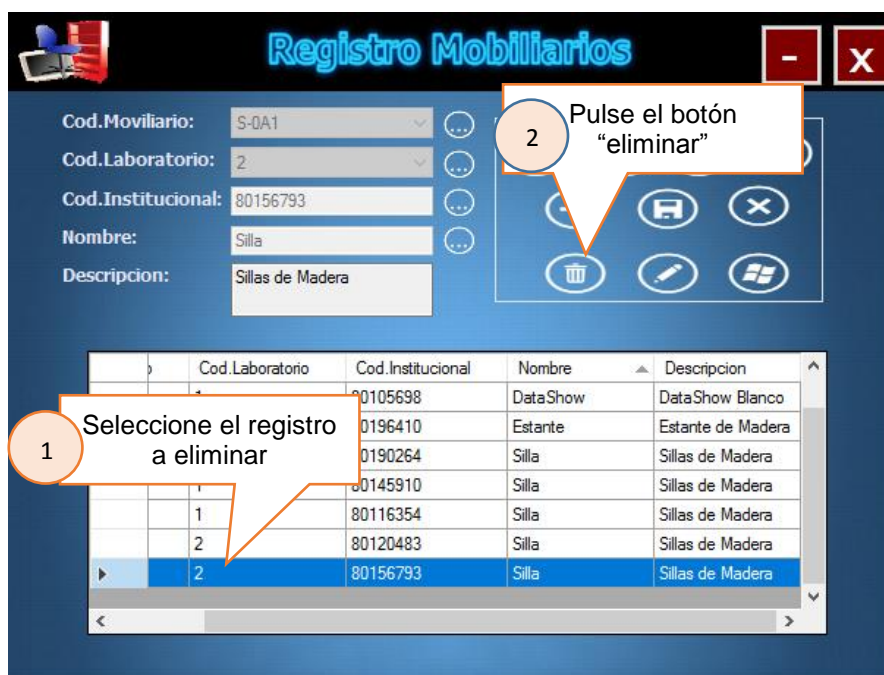 Registro Mobiliarios
-
X
Cod.Moviliario:
S-0A1
...
Cod.Laboratorio:
2
...
Cod.Institucional:
80156793
...
Nombre:
Silla
...
Descripcion:
Sillas de Madera
2
Pulse el botón
“eliminar”
Cod.Laboratorio Cod.Institucional Nombre Descripcion
80105698 DataShow DataShow Blanco
0196410 Estante Estante de Madera
0190264 Silla Sillas de Madera
80145910 Silla Sillas de Madera
1 80116354 Silla Sillas de Madera
2 80120483 Silla Sillas de Madera
2 80156793 Silla Sillas de Madera
1
Seleccione el registro
a eliminar